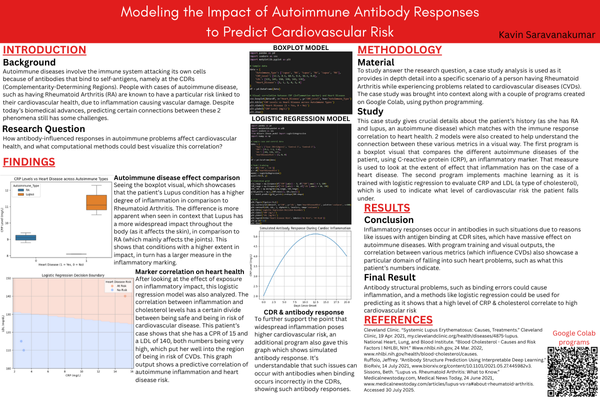 Modeling the Impact of Autoimmune Antibody Responses
to Predict Cardiovascular Risk
Kavin Saravanakumar
INTRODUCTION
Background
Autoimmune diseases involve the immune system attacking its own cells
because of antibodies that bind to self-antigens, namely at the CDRs
(Complementarity-Determining Regions). People with cases of autoimmune disease,
such as having Rheumatoid Arthritis (RA) are known to have a particular risk linked to
their cardiovascular health, due to inflammation causing vascular damage. Despite
today's biomedical advances, predicting certain connections between these 2
phenomena still has some challenges.
Research Question
How antibody-influenced responses in autoimmune problems affect cardiovascular
health, and what computational methods could best visualize this correlation?
FINDINGS
CRP Levels vs Heart Disease across Autoimmune Types
Autoimmune_Type
RA
Lupus
Heart Disease (1 = Yes, 0 = No)
Autoimmune disease effect comparison
Seeing the boxplot visual, which showcases
that the patient's Lupus condition has a higher
degree of inflammation in comparison to
Rheumatoid Arthritis. The difference is more
apparent when seen in context that Lupus has
a more widespread impact throughout the
body (as it affects the skin), in comparison to
RA (which mainly affects the joints). This
shows that conditions with a higher extent in
impact, in turn has a larger measure in the
inflammatory marking.
Logistic Regression Decision Boundary
Heart Disease Risk
At Risk
No Risk
CRP (mg/L)
Marker correlation on heart health
After looking at the effect of exposure
on inflammatory impact, this logistic
regression model was also analyzed. The
correlation between inflammation and
cholesterol levels has a certain divide
between being safe and being in risk of
cardiovascular disease. This patient's
case shows that he has a CPR of 15 and
a LDL of 140, both numbers being very
high, which put her well into the region
of being in risk of CVDs. This graph
output shows a predictive correlation of
autoimmune inflammation and heart
disease risk.
BOXPLOT MODEL
LOGISTIC REGRESSION MODEL
Simulated Antibody Response During Cardiac Inflammation
CDR & antibody response
To further support the point that
widespread inflammation poses
higher cardiovascular risk, an
additional program also gave this
graph which showed simulated
antibody response. It's
understandable that such issues can
occur with antibodies when binding
occurs incorrectly in the CDRs,
showing such antibody responses.
METHODOLOGY
Material
To study answer the research question, a case study analysis is used as it
provides in depth detail into a specific scenario of a person having Rheumatoid
Arthritis while experiencing problems related to cardiovascular diseases (CVDs).
The case study was brought into context along with a couple of programs created
on Google Colab, using python programming.
Study
This case study gives crucial details about the patient's history (as she has RA
and lupus, an autoimmune disease) which matches with the immune response
correlation to heart health. 2 models were also created to help understand the
connection between these various metrics in a visual way. The first program is
a boxplot visual that compares the different autoimmune diseases of the
patient, using C-reactive protein (CRP), an inflammatory marker. That measure is
used to look at the extent of effect that inflammation has on the case of a
heart disease. The second program implements machine learning as it is
trained with logistic regression to evaluate CRP and LDL (a type of cholesterol),
which is used to indicate what level of cardiovascular risk the patient falls
under.
RESULTS
Conclusion
Inflammatory responses occur in antibodies in such situations due to reasons
like issues with antigen binding at CDR sites, which have massive effect on
autoimmune diseases. With program training and visual outputs, the
correlation between various metrics (which influence CVDs) also showcase a
particular domain of falling into such heart problems, such as what this
patient's numbers indicate.
Final Result
Antibody structural problems, such as binding errors could cause
inflammation, and a methods like logistic regression could be used for
predicting as it shows that a high level of CRP & cholesterol correlate to high
cardiovascular risk
REFERENCES
Cleveland Clinic. "Systemic Lupus Erythematosus: Causes, Treatments." Cleveland
Clinic, 19 Apr. 2021, my.clevelandclinic.org/health/diseases/4875-lupus.
National Heart, Lung, and Blood Institute. "Blood Cholesterol - Causes and Risk
Factors | NHLBI, NIH." Www.nhlbi.nih.gov, 24 Mar. 2022,
www.nhlbi.nih.gov/health/blood-cholesterol/causes.
Ruffolo, Jeffrey. "Antibody Structure Prediction Using Interpretable Deep Learning."
BioRxiv, 14 July 2021, www.biorxiv.org/content/10.1101/2021.05.27.445982v3.
Sissons, Beth. "Lupus vs. Rheumatoid Arthritis: What to Know."
Medicalnewstoday.com, Medical News Today, 24 June 2021,
www.medicalnewstoday.com/articles/lupus-vs-ra#about-rheumatoid-arthritis.
Accessed 30 July 2025.
Google Colab
programs